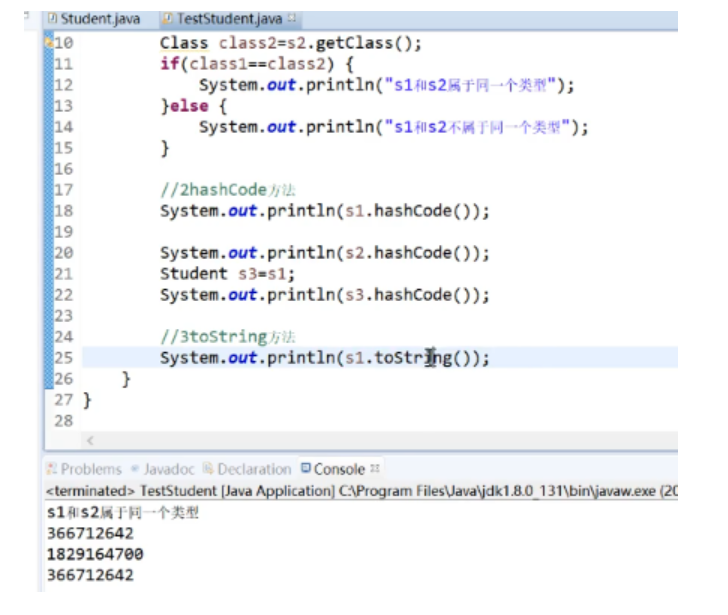 Student.java TestStudent.java
10 Class class2=s2.getClass();
11 if(class1==class2) {
12 System.out.println("s1和s2属于同一个类型");
13 }else {
14 System.out.println("s1和s2不属于同一个类型");
15 }
16
17 //2hashCode方法
18 System.out.println(s1.hashCode());
19
20 System.out.println(s2.hashCode());
21 Student s3=s1;
22 System.out.println(s3.hashCode());
23
24 //3toString方法
25 System.out.println(s1.toString());
26 }
27 }
28
Problems Javadoc Declaration Console
<terminated> TestStudent [Java Application] C:\Program Files\Java\jdk1.8.0_131\bin\javaw.exe (20
s1和s2属于同一个类型
366712642
1829164700
366712642